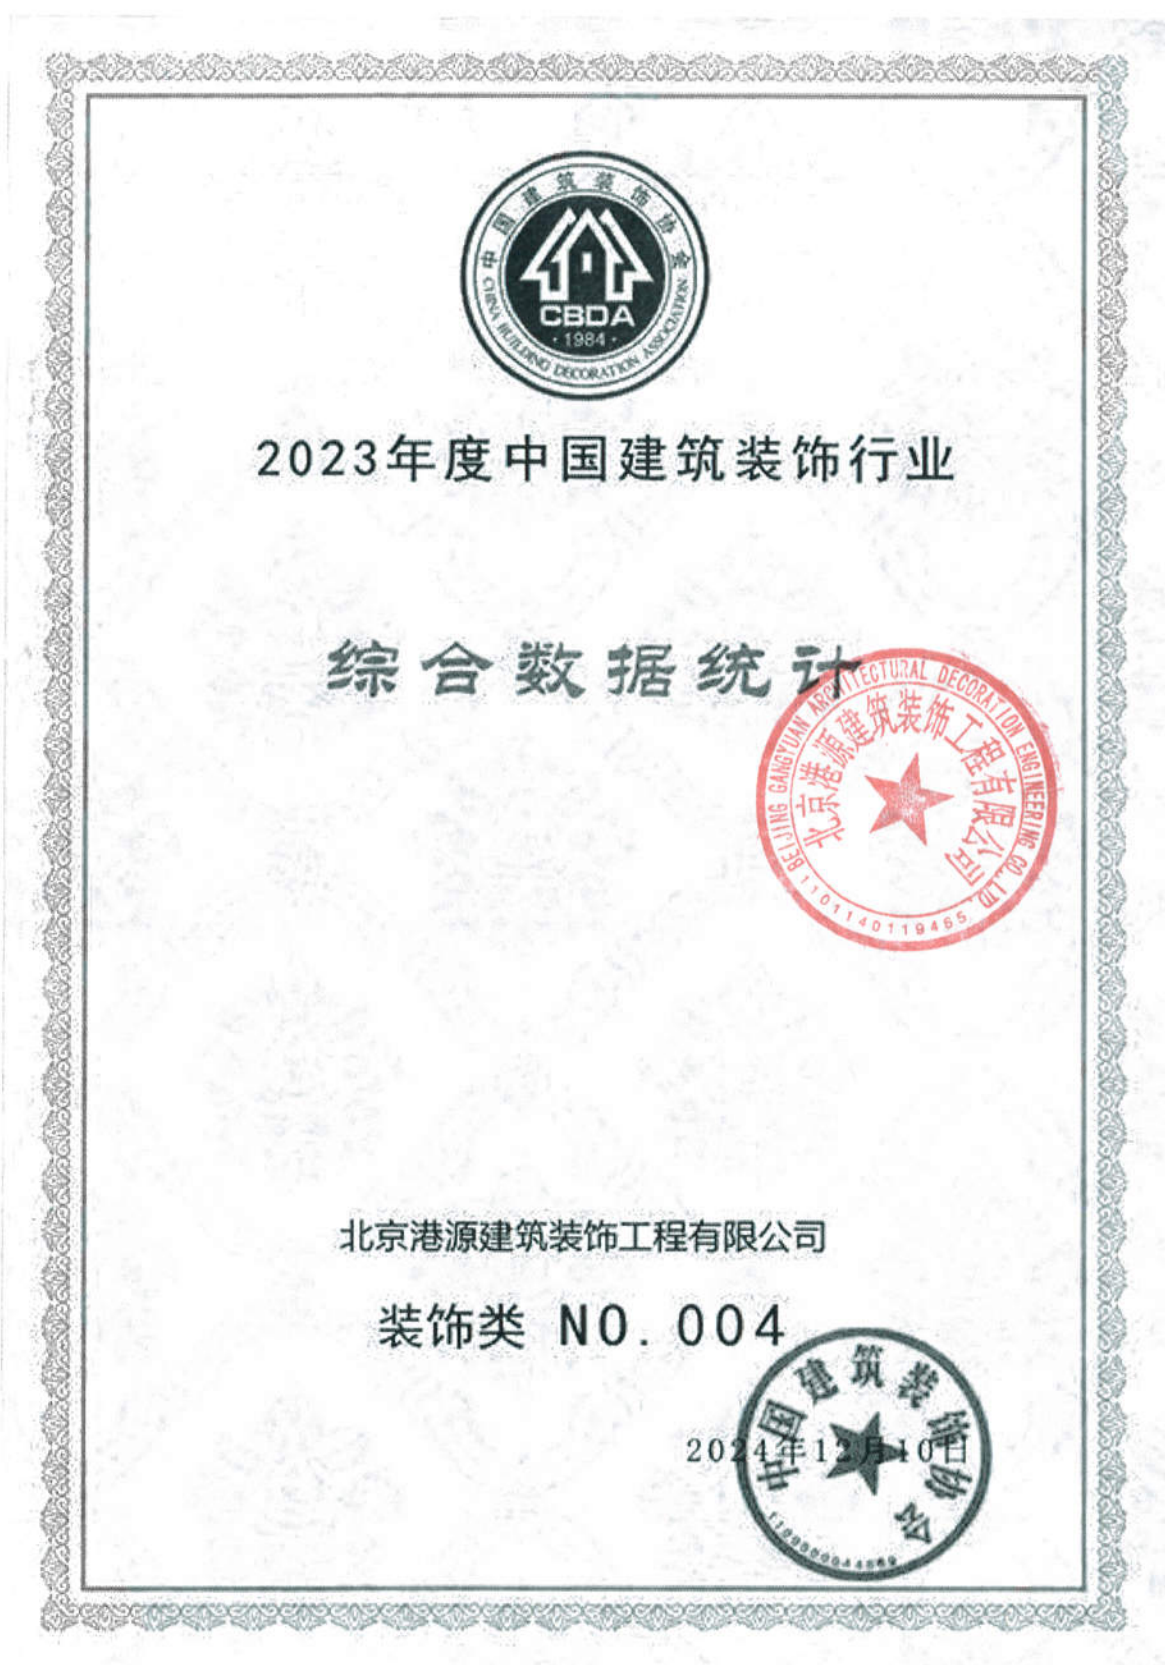 中国建筑装饰协会
CBDA
·1984·
CHINA BUILDING DECORATION ASSOCIATION
2023年度中国建筑装饰行业
综合数据统计
BEIJING GANGYUAN ARCHITECTURAL DECORATION ENGINEERING CO.,LTD.
北京港源建筑装饰工程有限公司
1101140119465
北京港源建筑装饰工程有限公司
装饰类 NO.004
2024年12月10日
中国建筑装饰协会